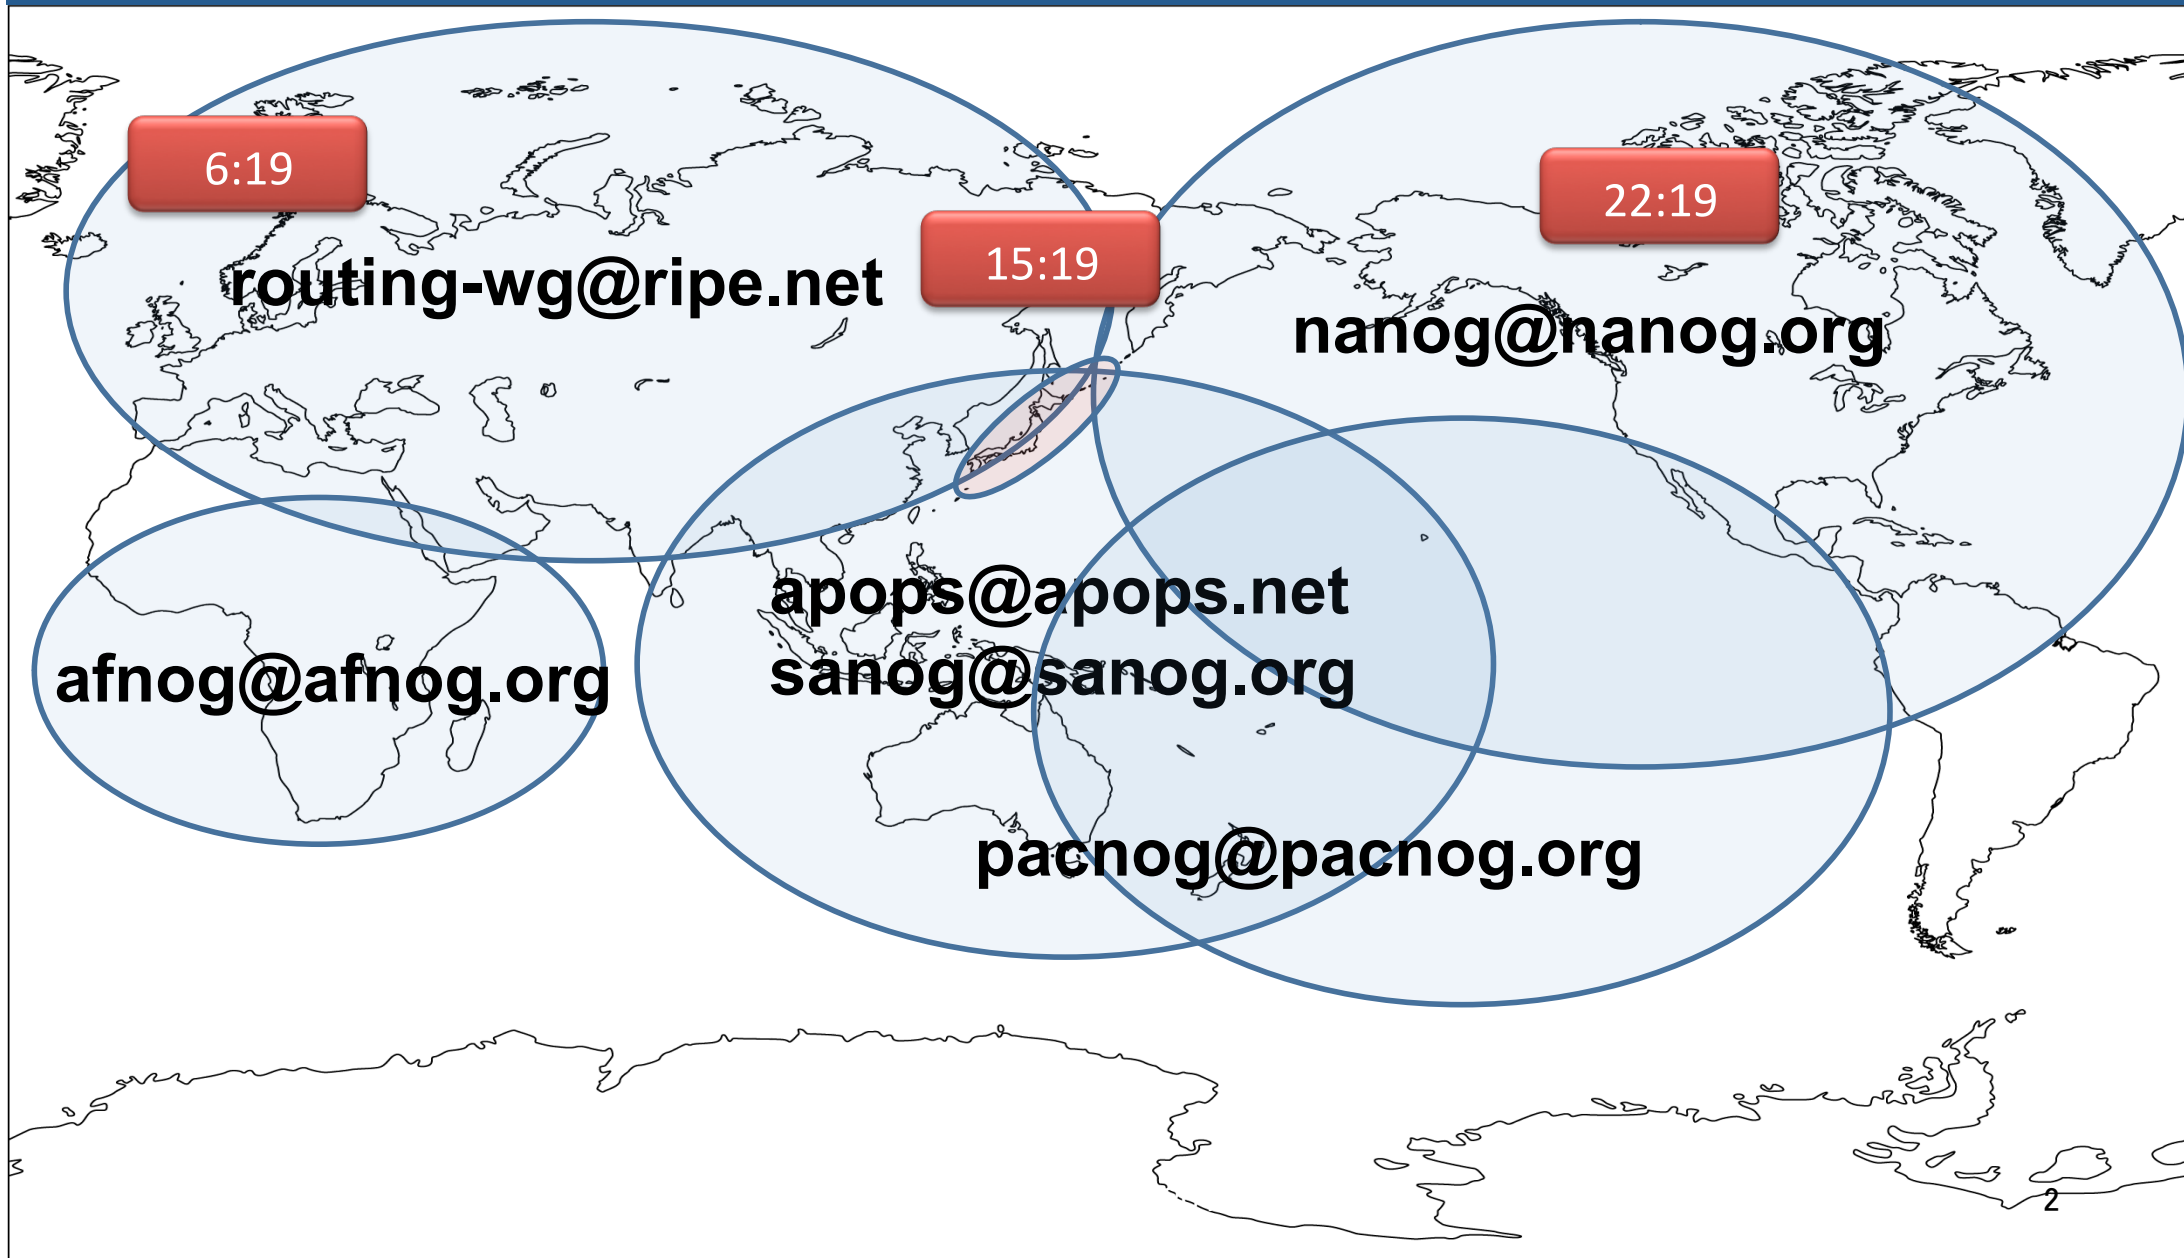 6:19
22:19
15:19
routing-wg@ripe.net
nanog@nanog.org
apops@apops.net
sanog@sanog.org
afnog@afnog.org
pacnog@pacnog.org
2